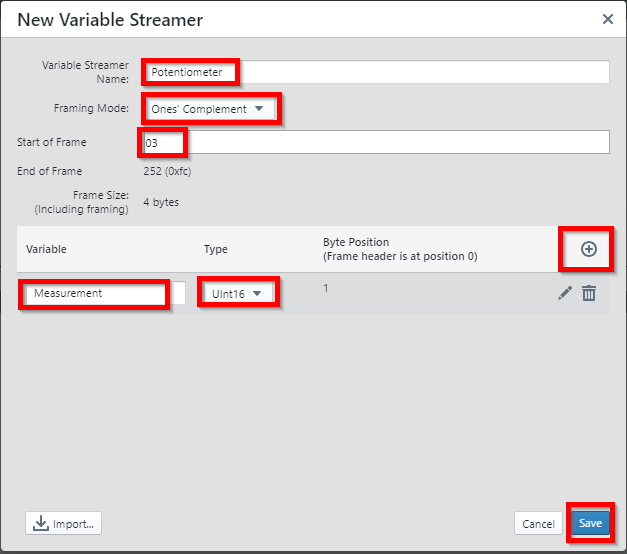 New Variable Streamer
Variable Streamer
Name:
Potentiometer
Framing Mode:
Ones' Complement
Start of Frame
03
End of Frame
252 (0xfc)
Frame Size:
(Including framing)
4 bytes
Variable
Type
Byte Position
(Frame header is at position 0)
Measurement
UInt16
1
Import...
Cancel
Save